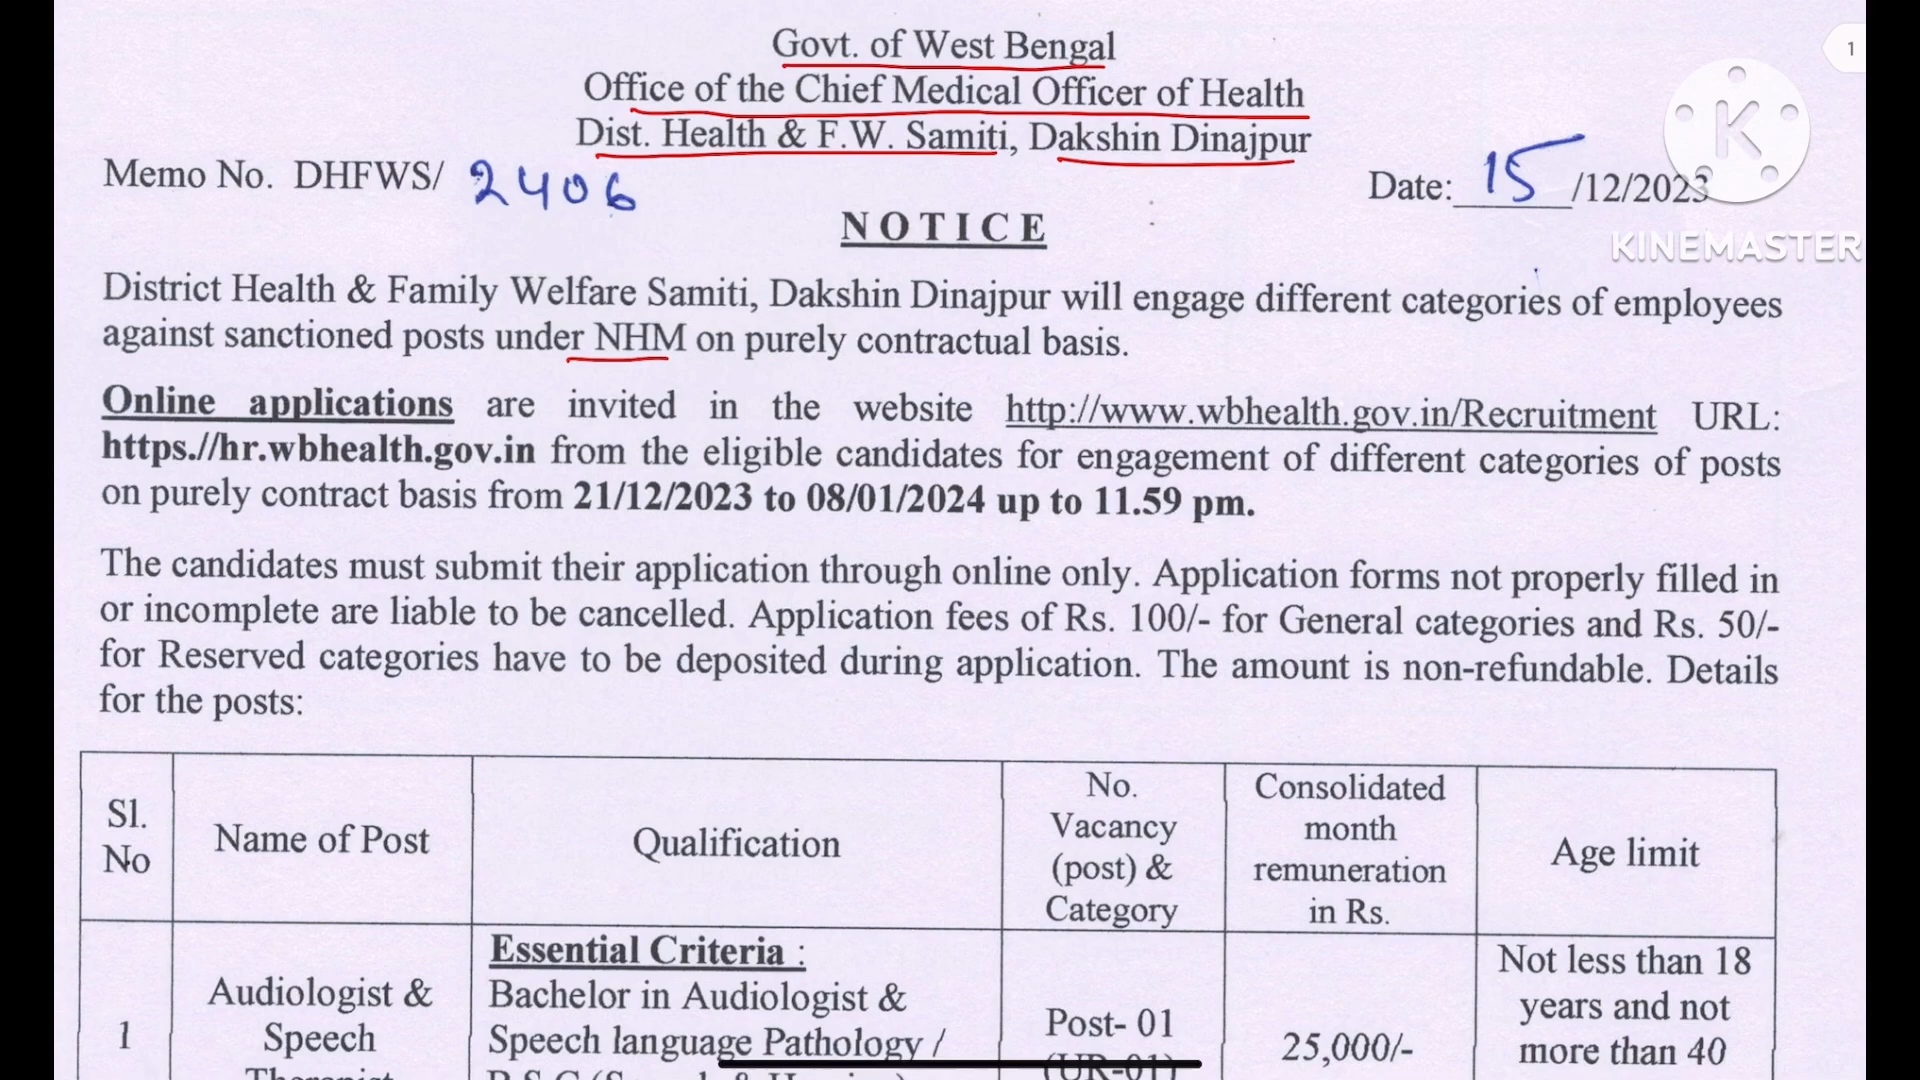 Govt. of West Bengal
Office of the Chief Medical Officer of Health
Dist. Health & F.W. Samiti, Dakshin Dinajpur
Memo No. DHFWS/ 2406
Date: 15 /12/2023
1
K
KINEMASTER
NOTICE
District Health & Family Welfare Samiti, Dakshin Dinajpur will engage different categories of employees
against sanctioned posts under NHM on purely contractual basis.
Online applications are invited in the website http://www.wbhealth.gov.in/Recruitment URL:
https.//hr.wbhealth.gov.in from the eligible candidates for engagement of different categories of posts
on purely contract basis from 21/12/2023 to 08/01/2024 up to 11.59 pm.
The candidates must submit their application through online only. Application forms not properly filled in
or incomplete are liable to be cancelled. Application fees of Rs. 100/- for General categories and Rs. 50/-
for Reserved categories have to be deposited during application. The amount is non-refundable. Details
for the posts:
Sl. No
Name of Post
Qualification
No. Vacancy (post) & Category
Consolidated month remuneration in Rs.
Age limit
1
Audiologist &
Speech
Therapist
Essential Criteria :
Bachelor in Audiologist &
Speech language Pathology /
Post- 01
(UR-01)
25,000/-
Not less than 18
years and not
more than 40